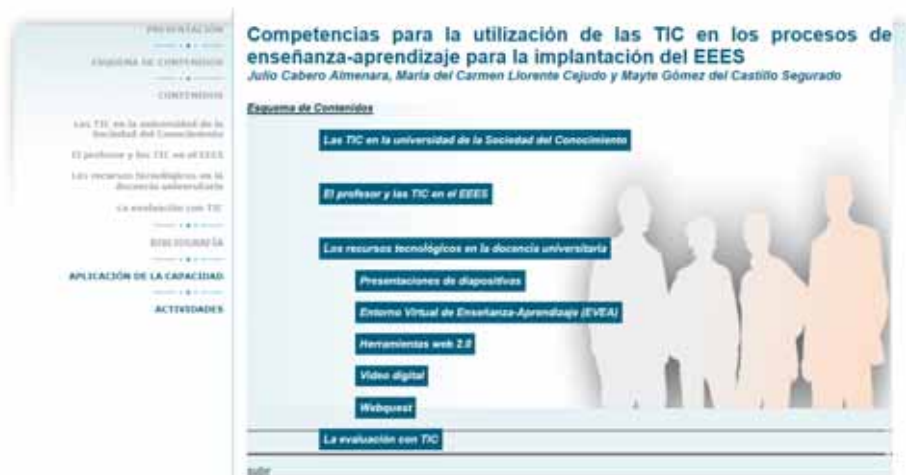 PRESENTACIÓN
ESQUEMA DE CONTENIDOS
CONTENIDOS
Las TIC en la universidad de la
Sociedad del Conocimiento
El profesor y las TIC en el EEES
Los recursos tecnológicos en la
docencia universitaria
La evaluación con TIC
BIBLIOGRAFÍA
APLICACIÓN DE LA CAPACIDAD
ACTIVIDADES
Competencias para la utilización de las TIC en los procesos de
enseñanza-aprendizaje para la implantación del EEES
Julio Cabero Almenara, María del Carmen Llorente Cejudo y Mayte Gómez del Castillo Segurado
Esquema de Contenidos
Las TIC en la universidad de la Sociedad del Conocimiento
El profesor y las TIC en el EEES
Los recursos tecnológicos en la docencia universitaria
Presentaciones de diapositivas
Entorno Virtual de Enseñanza-Aprendizaje (EVEA)
Herramientas web 2.0
Video digital
Webquest
La evaluación con TIC
subir